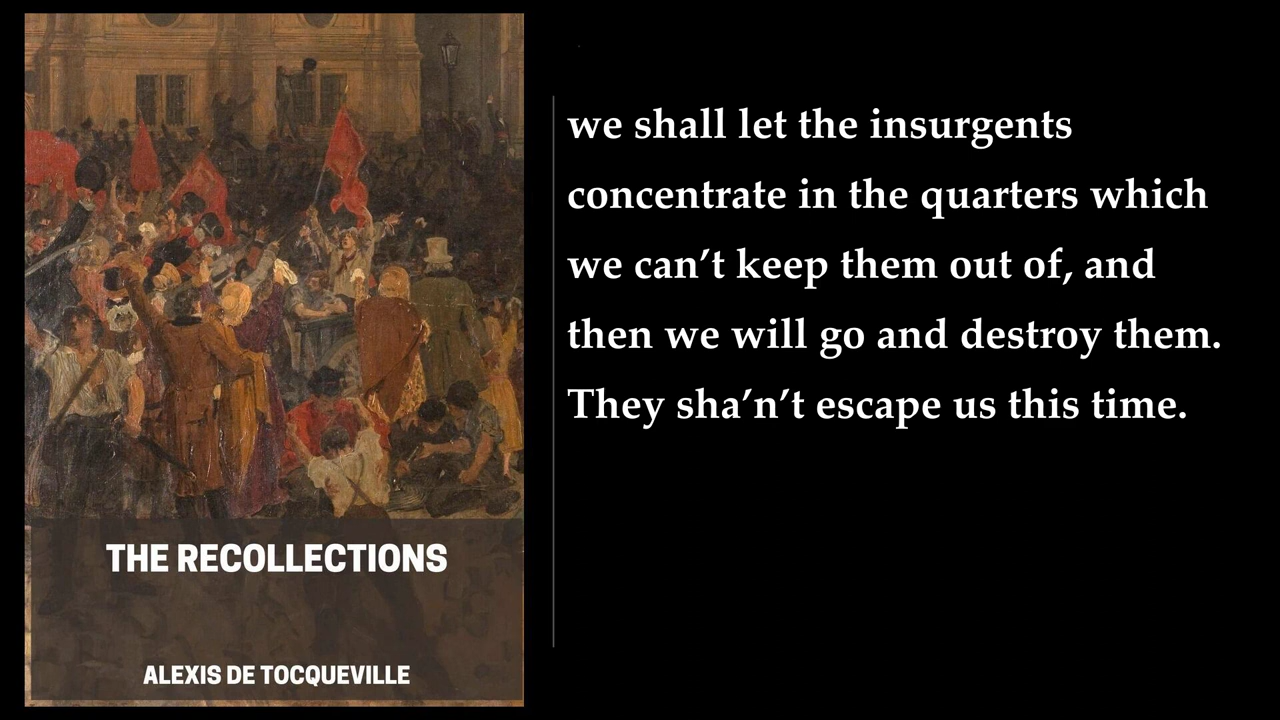 we shall let the insurgents
concentrate in the quarters which
we can’t keep them out of, and
then we will go and destroy them.
They sha’n’t escape us this time.
THE RECOLLECTIONS
ALEXIS DE TOCQUEVILLE